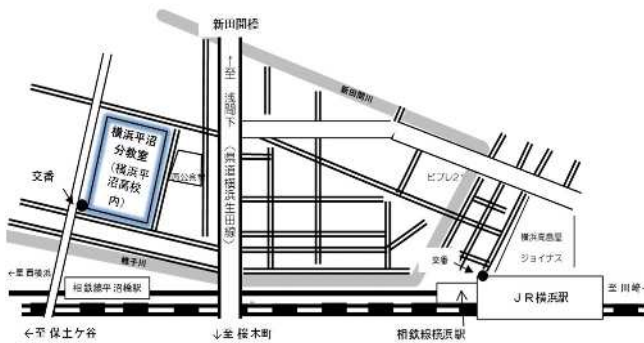 新田間橋
↑至 浅間下 (県道横浜生田線)
新田間川
横浜平沼
分教室
(横浜平
沼高校
内)
交番
西公会堂
ビブレ21
横浜高島屋
ジョイナス
交番
帷子川
←至西横浜
相鉄線平沼橋駅
JR横浜駅
至川崎→
←至保土ケ谷
↓至桜木町
相鉄線横浜駅